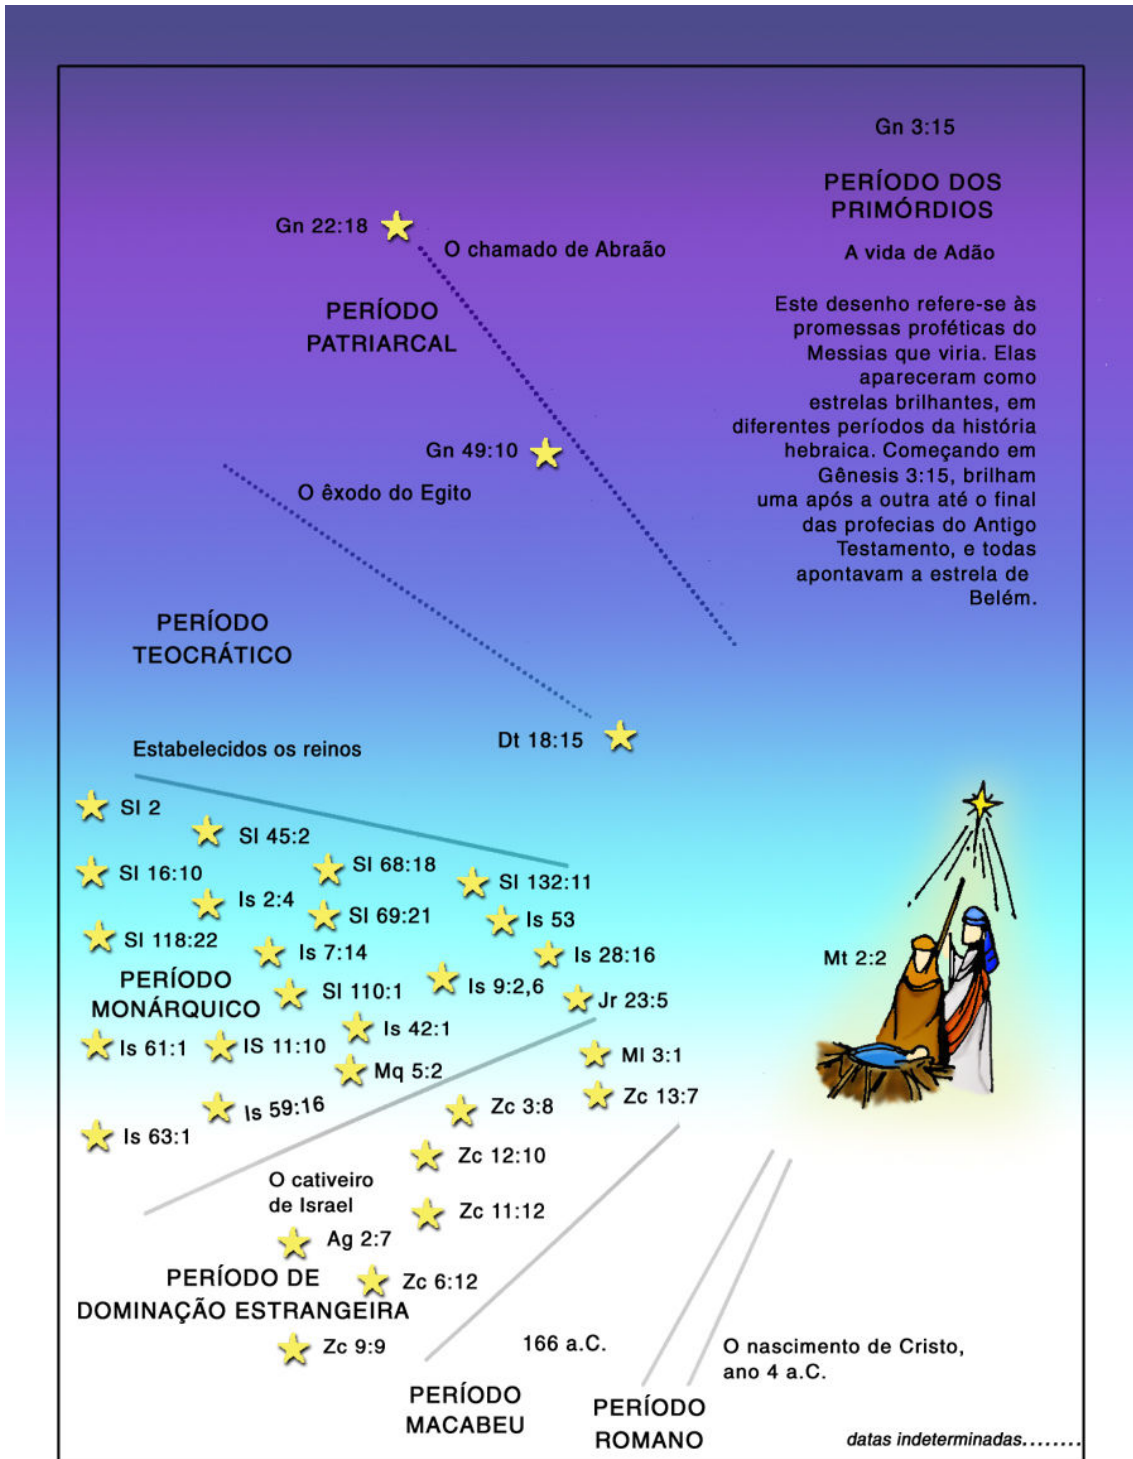 Gn 3:15
PERÍODO DOS
PRIMÓRDIOS
A vida de Adão
Este desenho refere-se às
promessas proféticas do
Messias que viria. Elas
apareceram como
estrelas brilhantes, em
diferentes períodos da história
hebraica. Começando em
Gênesis 3:15, brilham
uma após a outra até o final
das profecias do Antigo
Testamento, e todas
apontavam a estrela de
Belém.
Gn 22:18
O chamado de Abraão
PERÍODO
PATRIARCAL
Gn 49:10
O êxodo do Egito
PERÍODO
TEOCRÁTICO
Dt 18:15
Estabelecidos os reinos
Sl 2
Sl 45:2
Sl 68:18
Sl 132:11
Sl 16:10
Is 2:4
Sl 69:21
Is 53
Sl 118:22
Is 7:14
Is 28:16
PERÍODO
MONÁRQUICO
Sl 110:1
Is 9:2,6
Jr 23:5
Is 42:1
Is 61:1
IS 11:10
Mq 5:2
Ml 3:1
Is 59:16
Zc 3:8
Zc 13:7
Is 63:1
Zc 12:10
O cativeiro
de Israel
Zc 11:12
Ag 2:7
PERÍODO DE
DOMINAÇÃO ESTRANGEIRA
Zc 6:12
Zc 9:9
166 a.C.
PERÍODO
MACABEU
PERÍODO
ROMANO
O nascimento de Cristo,
ano 4 a.C.
Mt 2:2
datas indeterminadas........